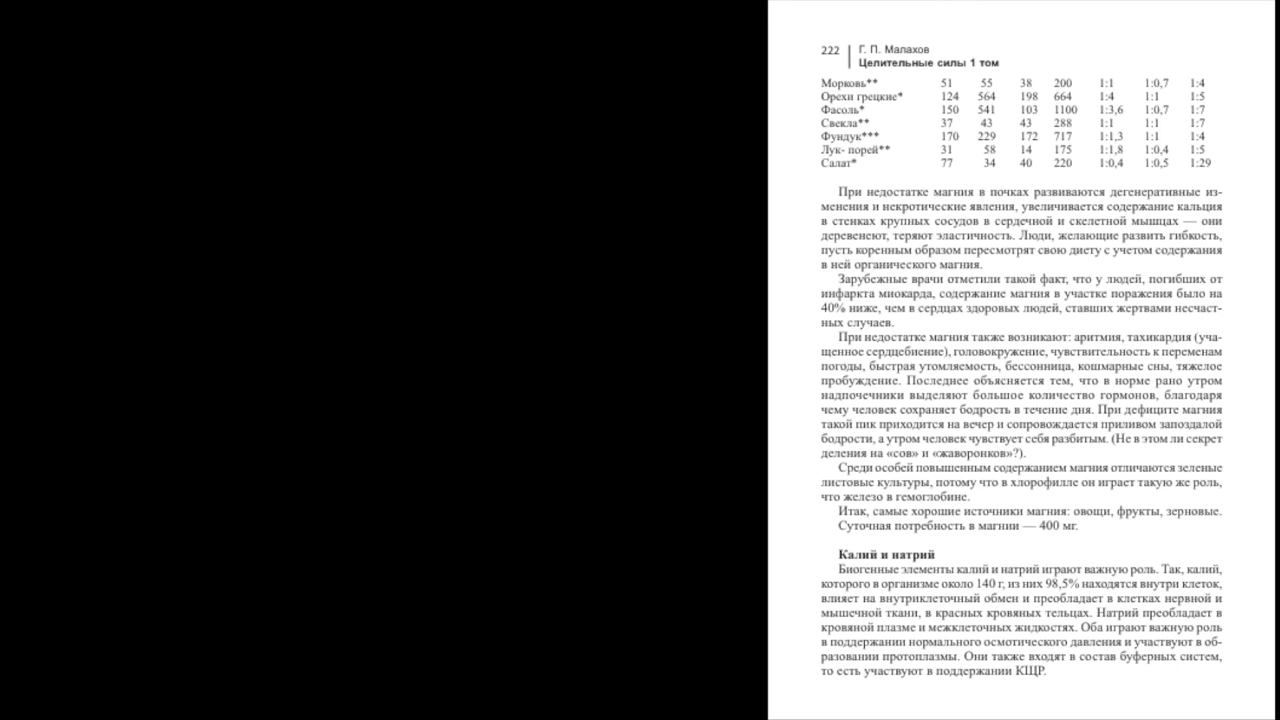 222 Г. П. Малахов
Целительные силы 1 том
Морковь** 51 55 38 200 1:1 1:0,7 1:4
Орехи грецкие* 124 564 198 664 1:4 1:1 1:5
Фасоль* 150 541 103 1100 1:3,6 1:0,7 1:7
Свекла** 37 43 43 288 1:1 1:1 1:7
Фундук*** 170 229 172 717 1:1,3 1:1 1:4
Лук- порей** 31 58 14 175 1:1,8 1:0,4 1:5
Салат* 77 34 40 220 1:0,4 1:0,5 1:29
При недостатке магния в почках развиваются дегенеративные из-
менения и некротические явления, увеличивается содержание кальция
в стенках крупных сосудов в сердечной и скелетной мышцах — они
деревенеют, теряют эластичность. Люди, желающие развить гибкость,
пусть коренным образом пересмотрят свою диету с учетом содержания
в ней органического магния.
Зарубежные врачи отметили такой факт, что у людей, погибших от
инфаркта миокарда, содержание магния в участке поражения было на
40% ниже, чем в сердцах здоровых людей, ставших жертвами несчаст-
ных случаев.
При недостатке магния также возникают: аритмия, тахикардия (уча-
щенное сердцебиение), головокружение, чувствительность к переменам
погоды, быстрая утомляемость, бессонница, кошмарные сны, тяжелое
пробуждение. Последнее объясняется тем, что в норме рано утром
надпочечники выделяют большое количество гормонов, благодаря
чему человек сохраняет бодрость в течение дня. При дефиците магния
такой пик приходится на вечер и сопровождается приливом запоздалой
бодрости, а утром человек чувствует себя разбитым. (Не в этом ли секрет
деления на «сов» и «жаворонков»?).
Среди особей повышенным содержанием магния отличаются зеленые
листовые культуры, потому что в хлорофилле он играет такую же роль,
что железо в гемоглобине.
Итак, самые хорошие источники магния: овощи, фрукты, зерновые.
Суточная потребность в магнии — 400 мг.
Калий и натрий
Биогенные элементы калий и натрий играют важную роль. Так, калий,
которого в организме около 140 г, из них 98,5% находятся внутри клеток,
влияет на внутриклеточный обмен и преобладает в клетках нервной и
мышечной ткани, в красных кровяных тельцах. Натрий преобладает в
кровяной плазме и межклеточных жидкостях. Оба играют важную роль
в поддержании нормального осмотического давления и участвуют в об-
разовании протоплазмы. Они также входят в состав буферных систем,
то есть участвуют в поддержании КЩР.